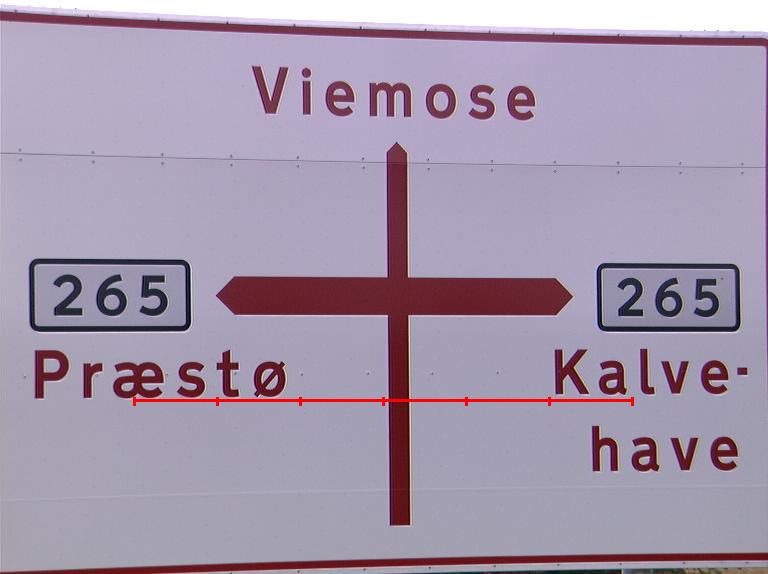 Viemose
265
265
Præstø
Kalve-
have